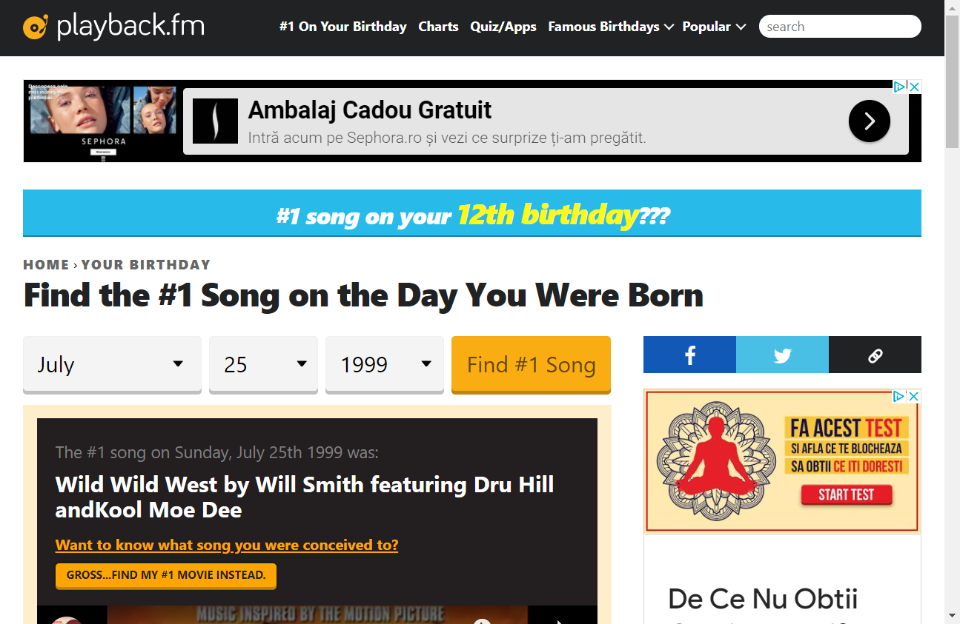 playback.fm
#1 On Your Birthday Charts Quiz/Apps Famous Birthdays Popular search
SEPHORA
Ambalaj Cadou Gratuit
Intră acum pe Sephora.ro și vezi ce surprize ți-am pregătit.
#1 song on your 12th birthday???
HOME › YOUR BIRTHDAY
Find the #1 Song on the Day You Were Born
July 25 1999 Find #1 Song
The #1 song on Sunday, July 25th 1999 was:
Wild Wild West by Will Smith featuring Dru Hill
andKool Moe Dee
Want to know what song you were conceived to?
GROSS...FIND MY #1 MOVIE INSTEAD.
MUSIC INSPIRED BY THE MOTION PICTURE
FA ACEST TEST
SI AFLA CE TE BLOCHEAZA
SA OBTII CE ITI DORESTI
START TEST
De Ce Nu Obtii